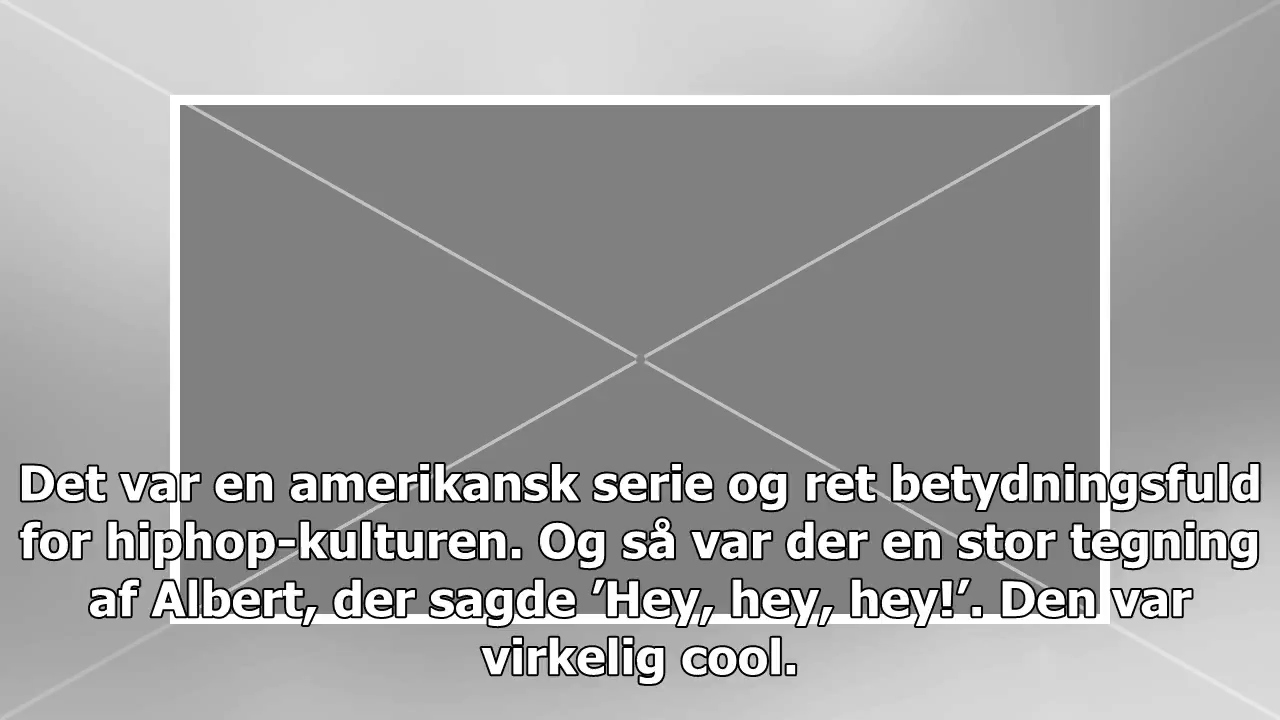 Det var en amerikansk serie og ret betydningsfuld
for hiphop-kulturen. Og så var der en stor tegning
af Albert, der sagde ’Hey, hey, hey!’. Den var
virkelig cool.